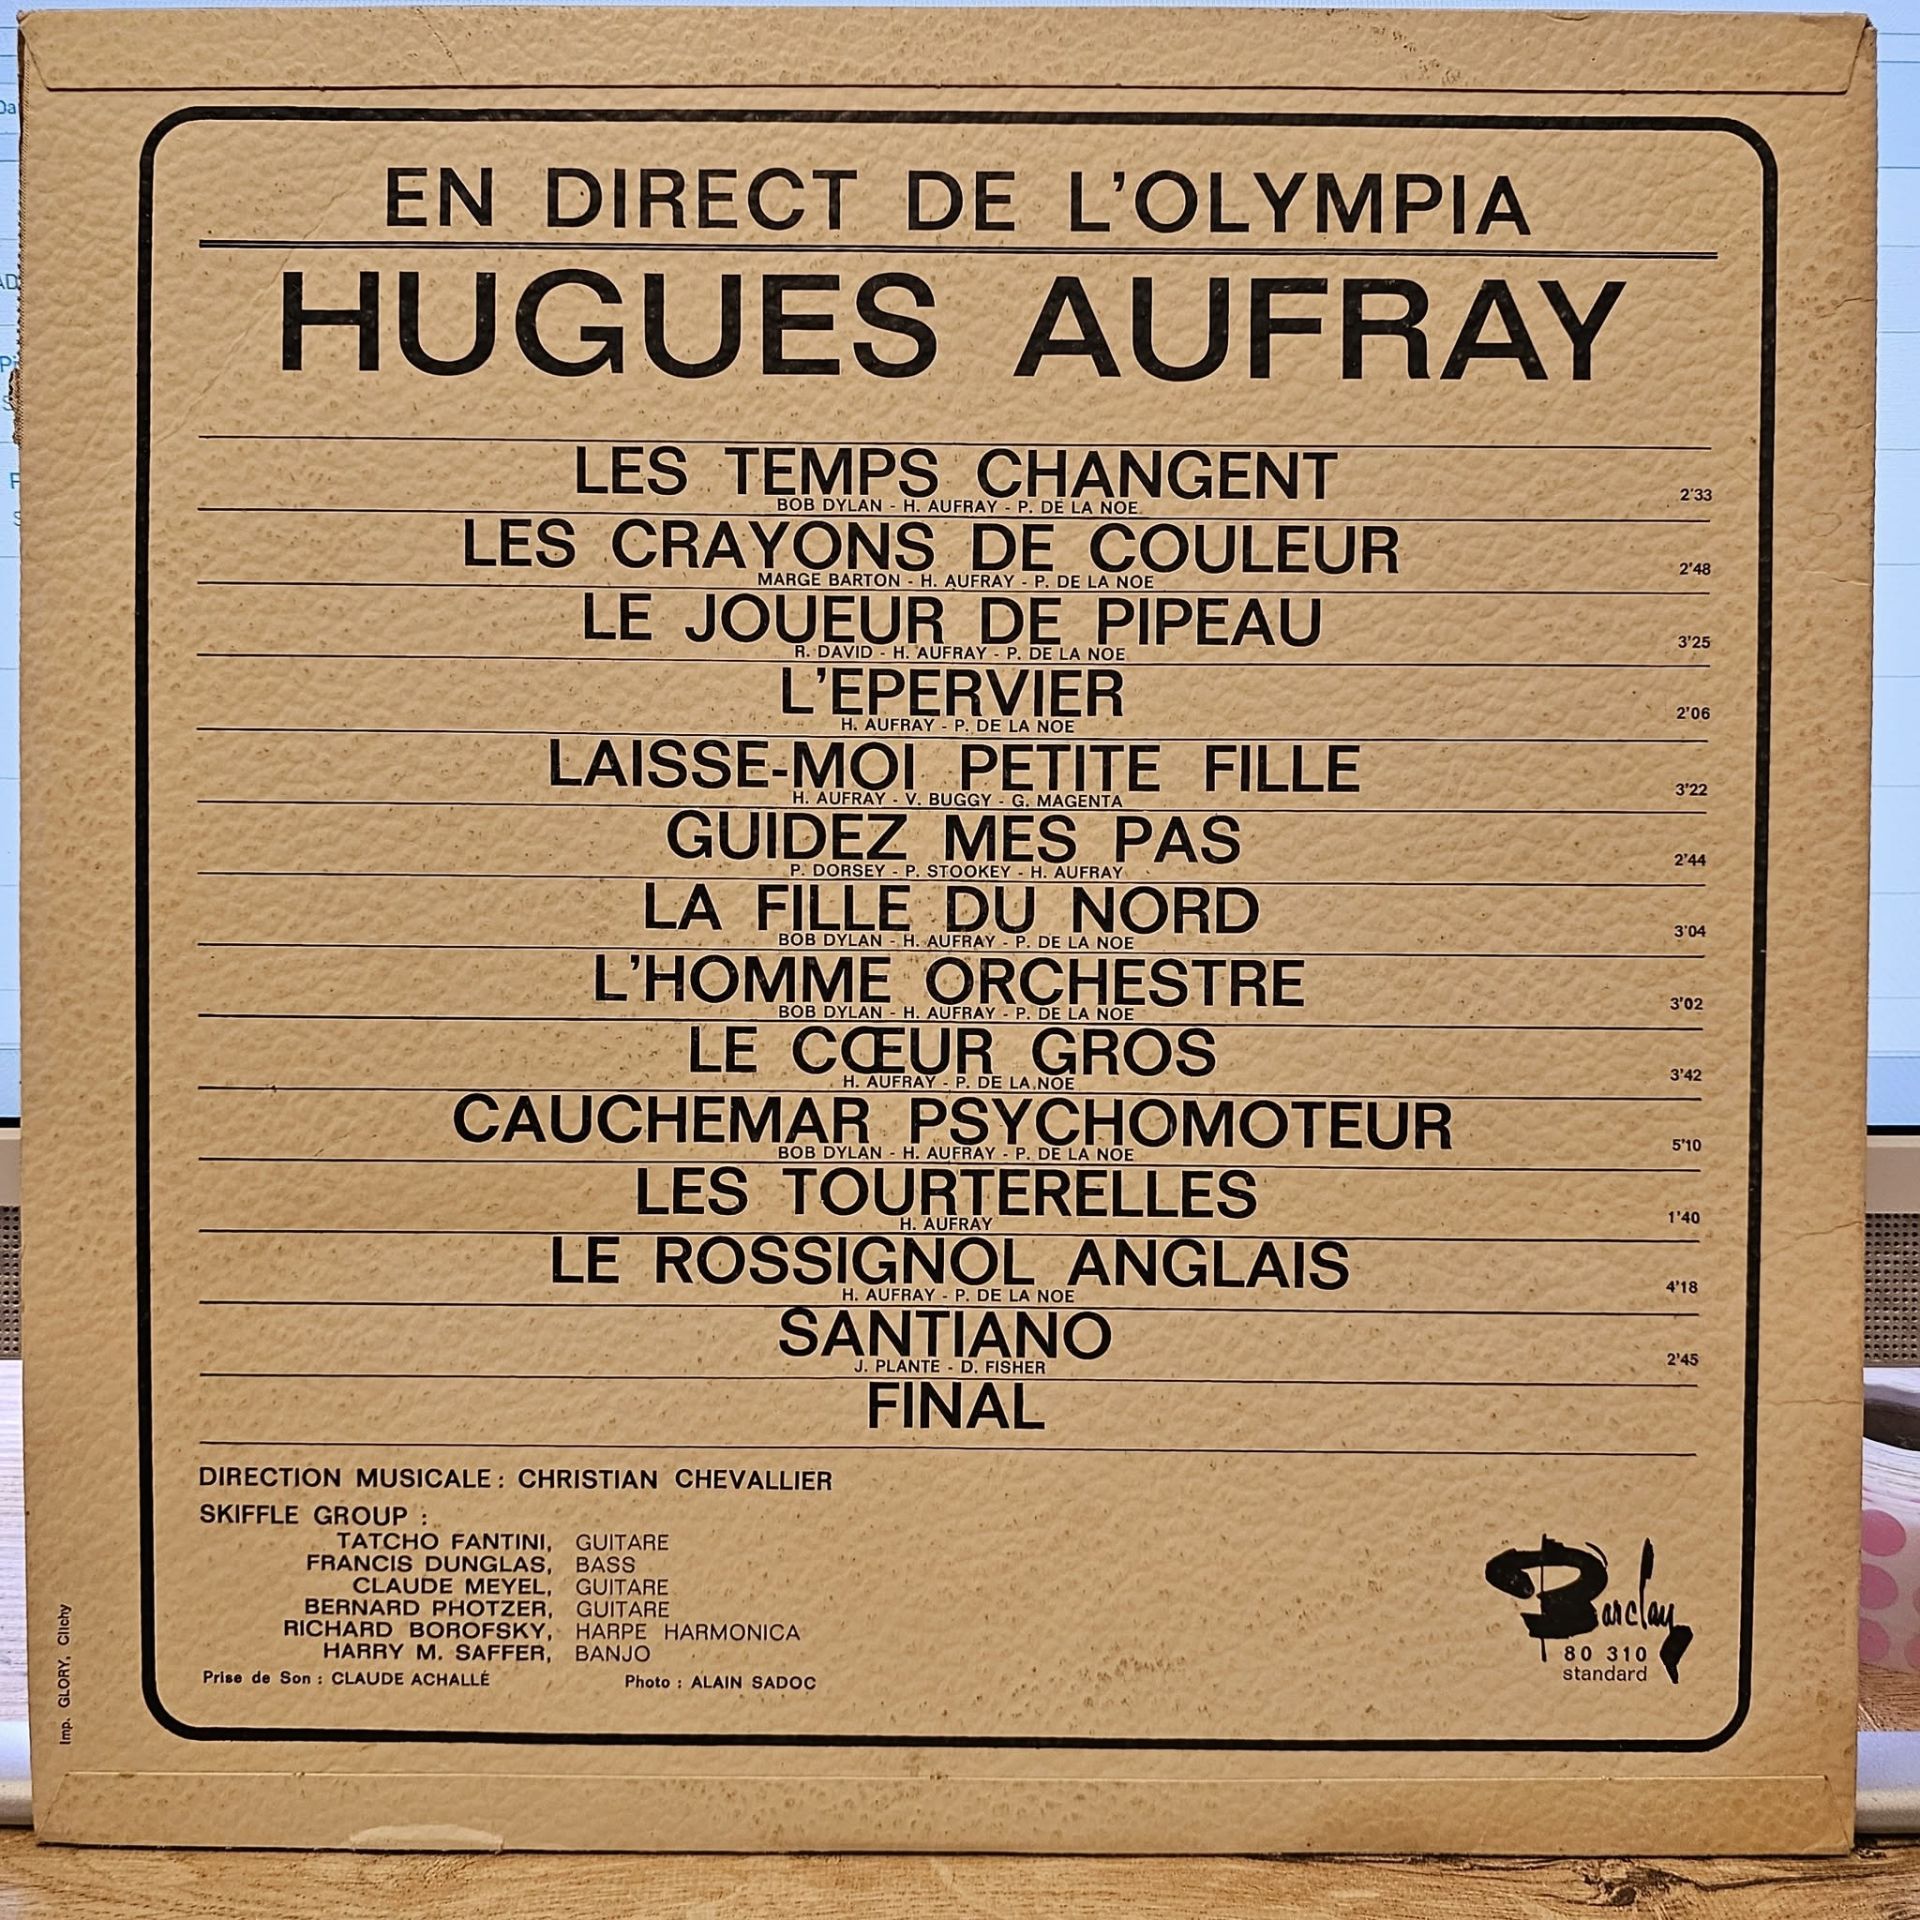 EN DIRECT DE L'OLYMPIA
HUGUES AUFRAY
LES TEMPS CHANGENT
BOB DYLAN - H. AUFRAY - P. DE LA NOE
2'33
LES CRAYONS DE COULEUR
MARGE BARTON - H. AUFRAY - P. DE LA NOE
2'48
LE JOUEUR DE PIPEAU
R. DAVID - H. AUFRAY - P. DE LA NOE
3'25
L'EPERVIER
H. AUFRAY - P. DE LA NOE
2'06
LAISSE-MOI PETITE FILLE
H. AUFRAY - V. BUGGY - G. MAGENTA
3'22
GUIDEZ MES PAS
P. DORSEY - P. STOOKEY - H. AUFRAY
2'44
LA FILLE DU NORD
BOB DYLAN - H. AUFRAY - P. DE LA NOE
3'04
L'HOMME ORCHESTRE
BOB DYLAN - H. AUFRAY - P. DE LA NOE
3'02
LE CŒUR GROS
H. AUFRAY - P. DE LA NOE
3'42
CAUCHEMAR PSYCHOMOTEUR
BOB DYLAN - H. AUFRAY - P. DE LA NOE
5'10
LES TOURTERELLES
H. AUFRAY
1'40
LE ROSSIGNOL ANGLAIS
H. AUFRAY - P. DE LA NOE
4'18
SANTIANO
J. PLANTE - D. FISHER
2'45
FINAL
DIRECTION MUSICALE : CHRISTIAN CHEVALLIER
SKIFFLE GROUP :
TATCHO FANTINI, GUITARE
FRANCIS DUNGLAS, BASS
CLAUDE MEYEL, GUITARE
BERNARD PHOTZER, GUITARE
RICHARD BOROFSKY, HARPE HARMONICA
HARRY M. SAFFER, BANJO
Prise de Son : CLAUDE ACHALLÉ Photo : ALAIN SADOC
Barclay
80 310
standard
Imp. GLORY, Clichy